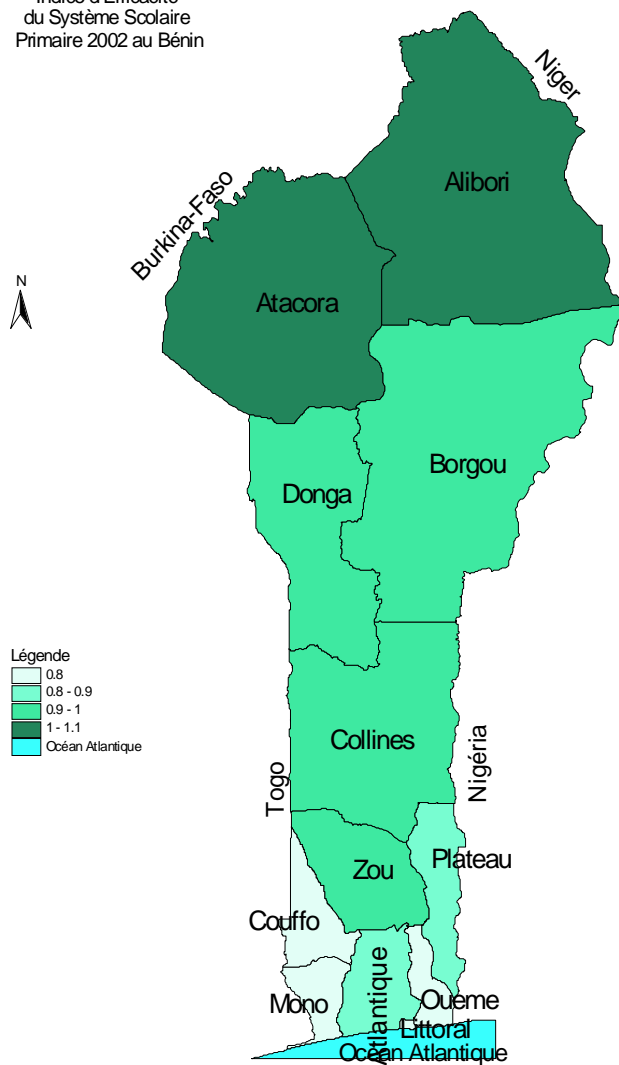 Indice d'Efficacité
du Système Scolaire
Primaire 2002 au Bénin
Niger
Alibori
Burkina-Faso
N
Atacora
Borgou
Donga
Légende
0.8
0.8 - 0.9
0.9 - 1
1 - 1.1
Océan Atlantique
Collines
Togo
Nigéria
Plateau
Zou
Couffo
Atlantique
Mono
Oueme
Littoral
Océan Atlantique